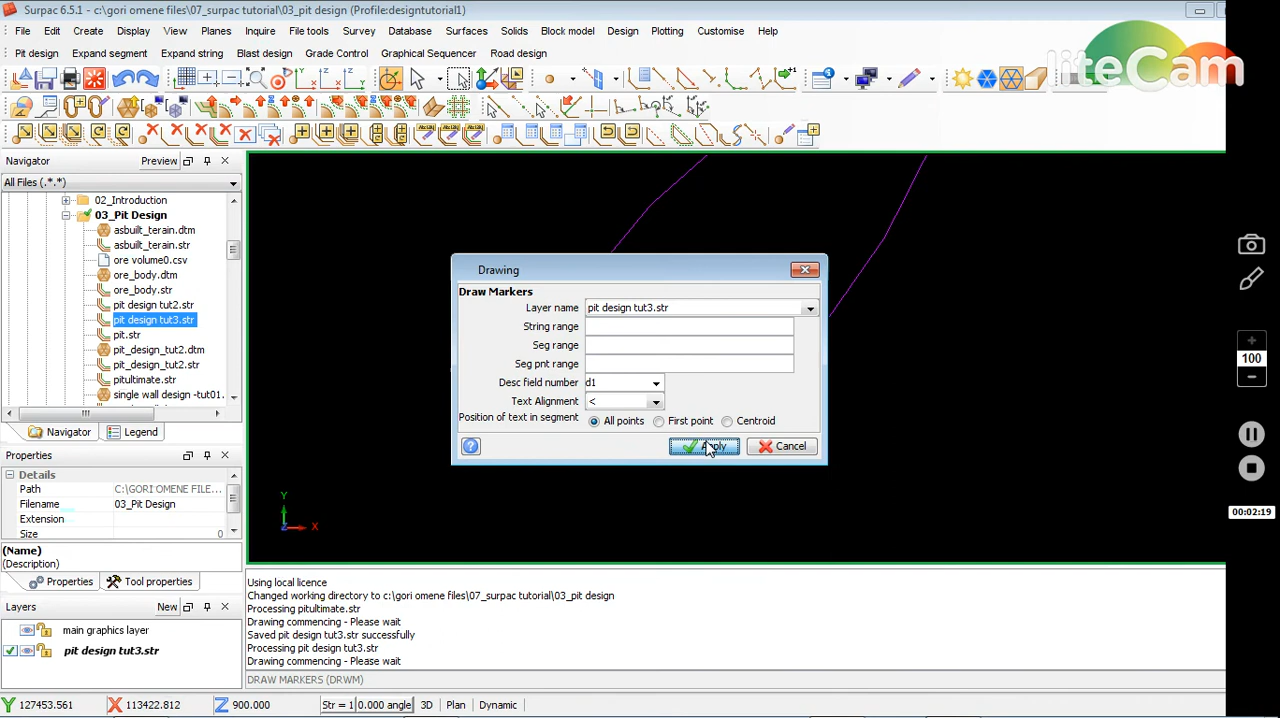 Surpac 6.5.1 - c:\gori omene files\07_surpac tutorial\03_pit design (Profile:designtutorial1)
File Edit Create Display View Planes Inquire File tools Survey Database Surfaces Solids Block model Design Plotting Customise Help
Pit design Expand segment Expand string Blast design Grade Control Graphical Sequencer Road design
liteCam
Navigator Preview
All Files (*.*)
02_Introduction
03_Pit Design
asbuilt_terain.dtm
asbuilt_terain.str
ore volume0.csv
ore_body.dtm
ore_body.str
pit design tut2.str
pit design tut3.str
pit.str
pit_design_tut2.dtm
pit_design_tut2.str
pitultimate.str
single wall design -tut01.
Navigator Legend
Properties
Details
Path C:\GORI OMENE FILE...
Filename 03_Pit Design
Extension
Size 0
(Name)
(Description)
Properties Tool properties
Layers New
main graphics layer
pit design tut3.str
Drawing
Draw Markers
Layer name pit design tut3.str
String range
Seg range
Seg pnt range
Desc field number d1
Text Alignment <
Position of text in segment All points First point Centroid
Apply Cancel
Y
Z X
Using local licence
Changed working directory to c:\gori omene files\07_surpac tutorial\03_pit design
Processing pitultimate.str
Drawing commencing - Please wait
Saved pit design tut3.str successfully
Processing pit design tut3.str
Drawing commencing - Please wait
DRAW MARKERS (DRWM)
Y 127453.561 X 113422.812 Z 900.000 Str = 1 0.000 angle 3D Plan Dynamic
100
00:02:19